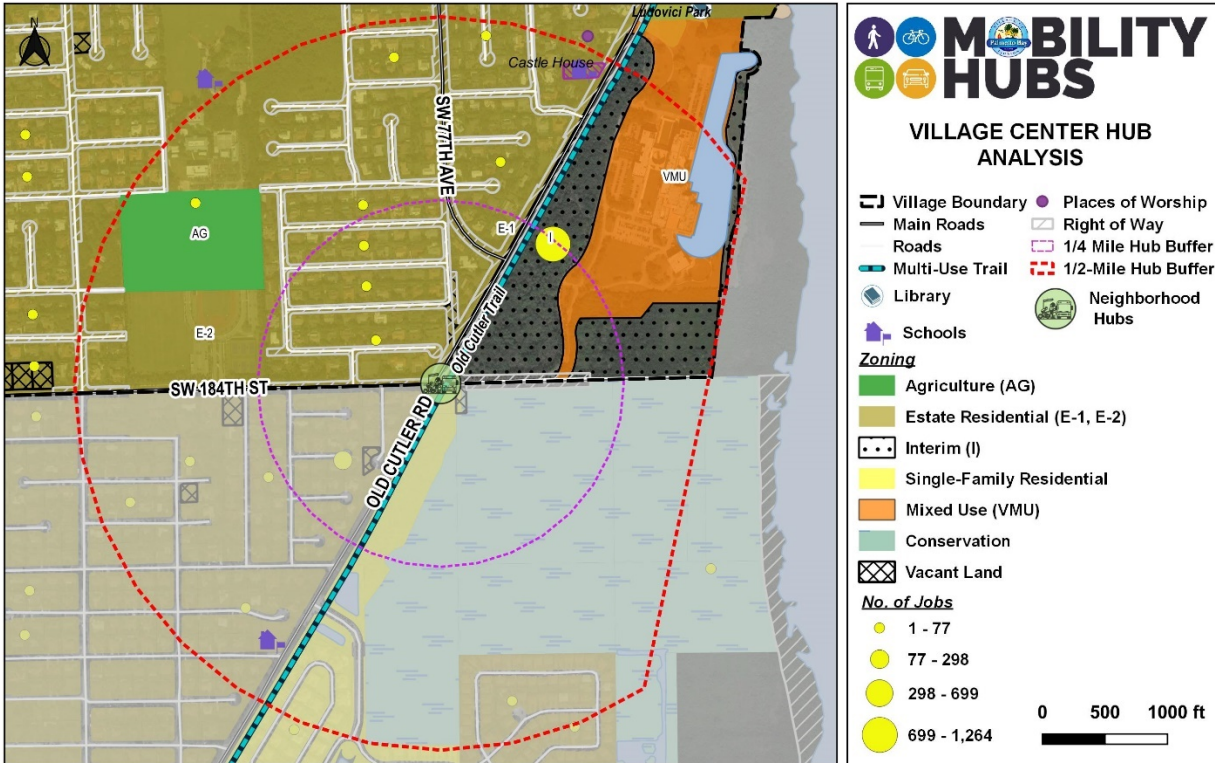 N
Ludovici Park
Castle House
SW 77TH AVE
VMU
AG
E-1
I
Old Cutler Trail
E-2
SW 184TH ST
OLD CUTLER RD
MOBILITY
Palmetto Bay
HUBS
VILLAGE CENTER HUB
ANALYSIS
Village Boundary
Places of Worship
Main Roads
Right of Way
Roads
1/4 Mile Hub Buffer
Multi-Use Trail
1/2-Mile Hub Buffer
Library
Neighborhood
Hubs
Schools
Zoning
Agriculture (AG)
Estate Residential (E-1, E-2)
Interim (I)
Single-Family Residential
Mixed Use (VMU)
Conservation
Vacant Land
No. of Jobs
1 - 77
77 - 298
298 - 699
699 - 1,264
0 500 1000 ft